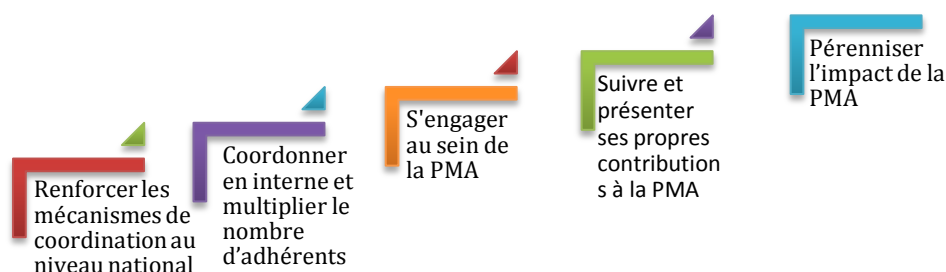 Renforcer les
mécanismes de
coordination au
niveau national
Coordonner
en interne et
multiplier le
nombre
d'adhérents
S'engager
au sein de
la PMA
Suivre et
présenter
ses propres
contribution
s à la PMA
Pérenniser
l'impact de la
PMA